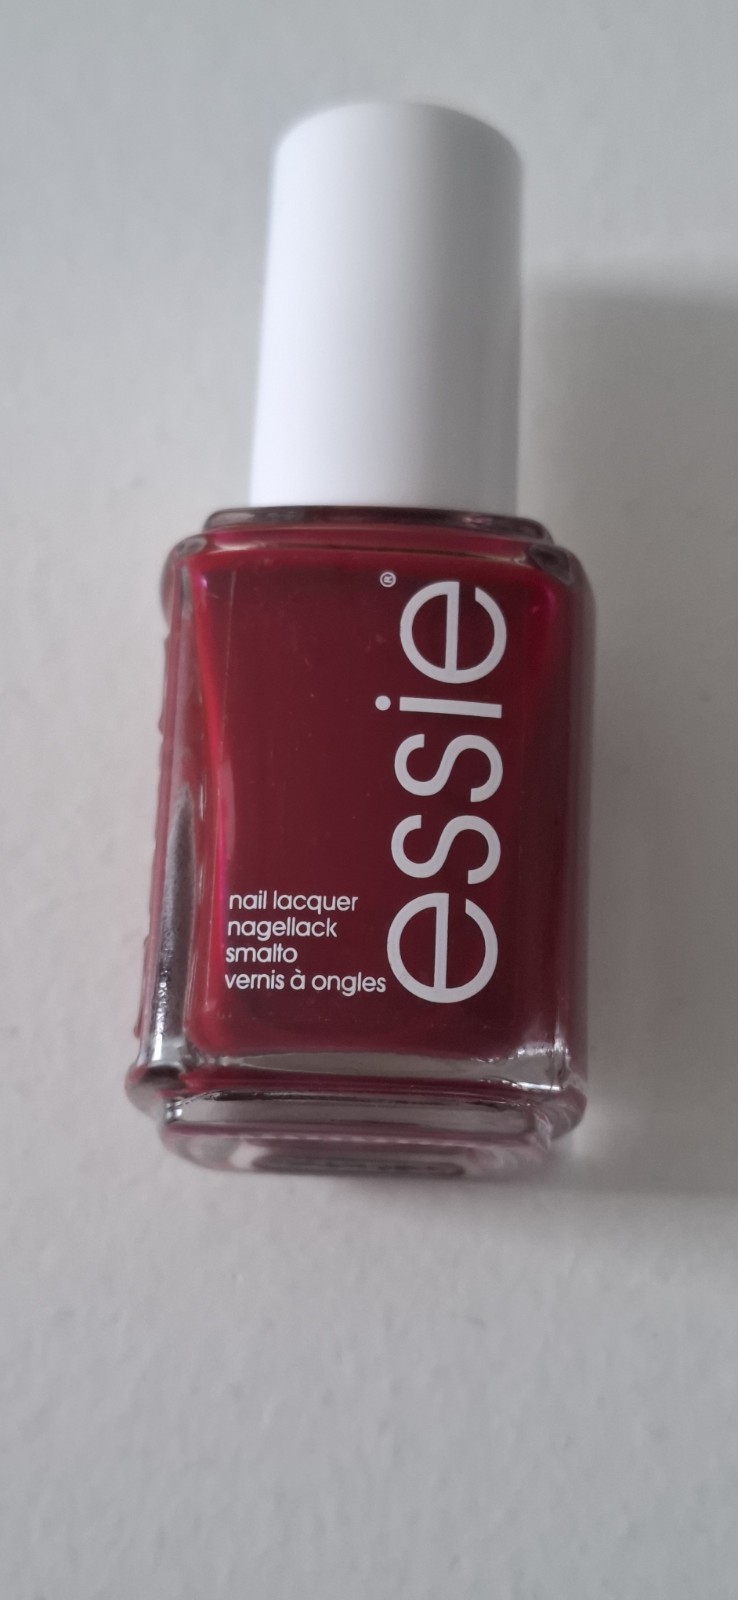 essie®
nail lacquer
nagellack
smalto
vernis à ongles